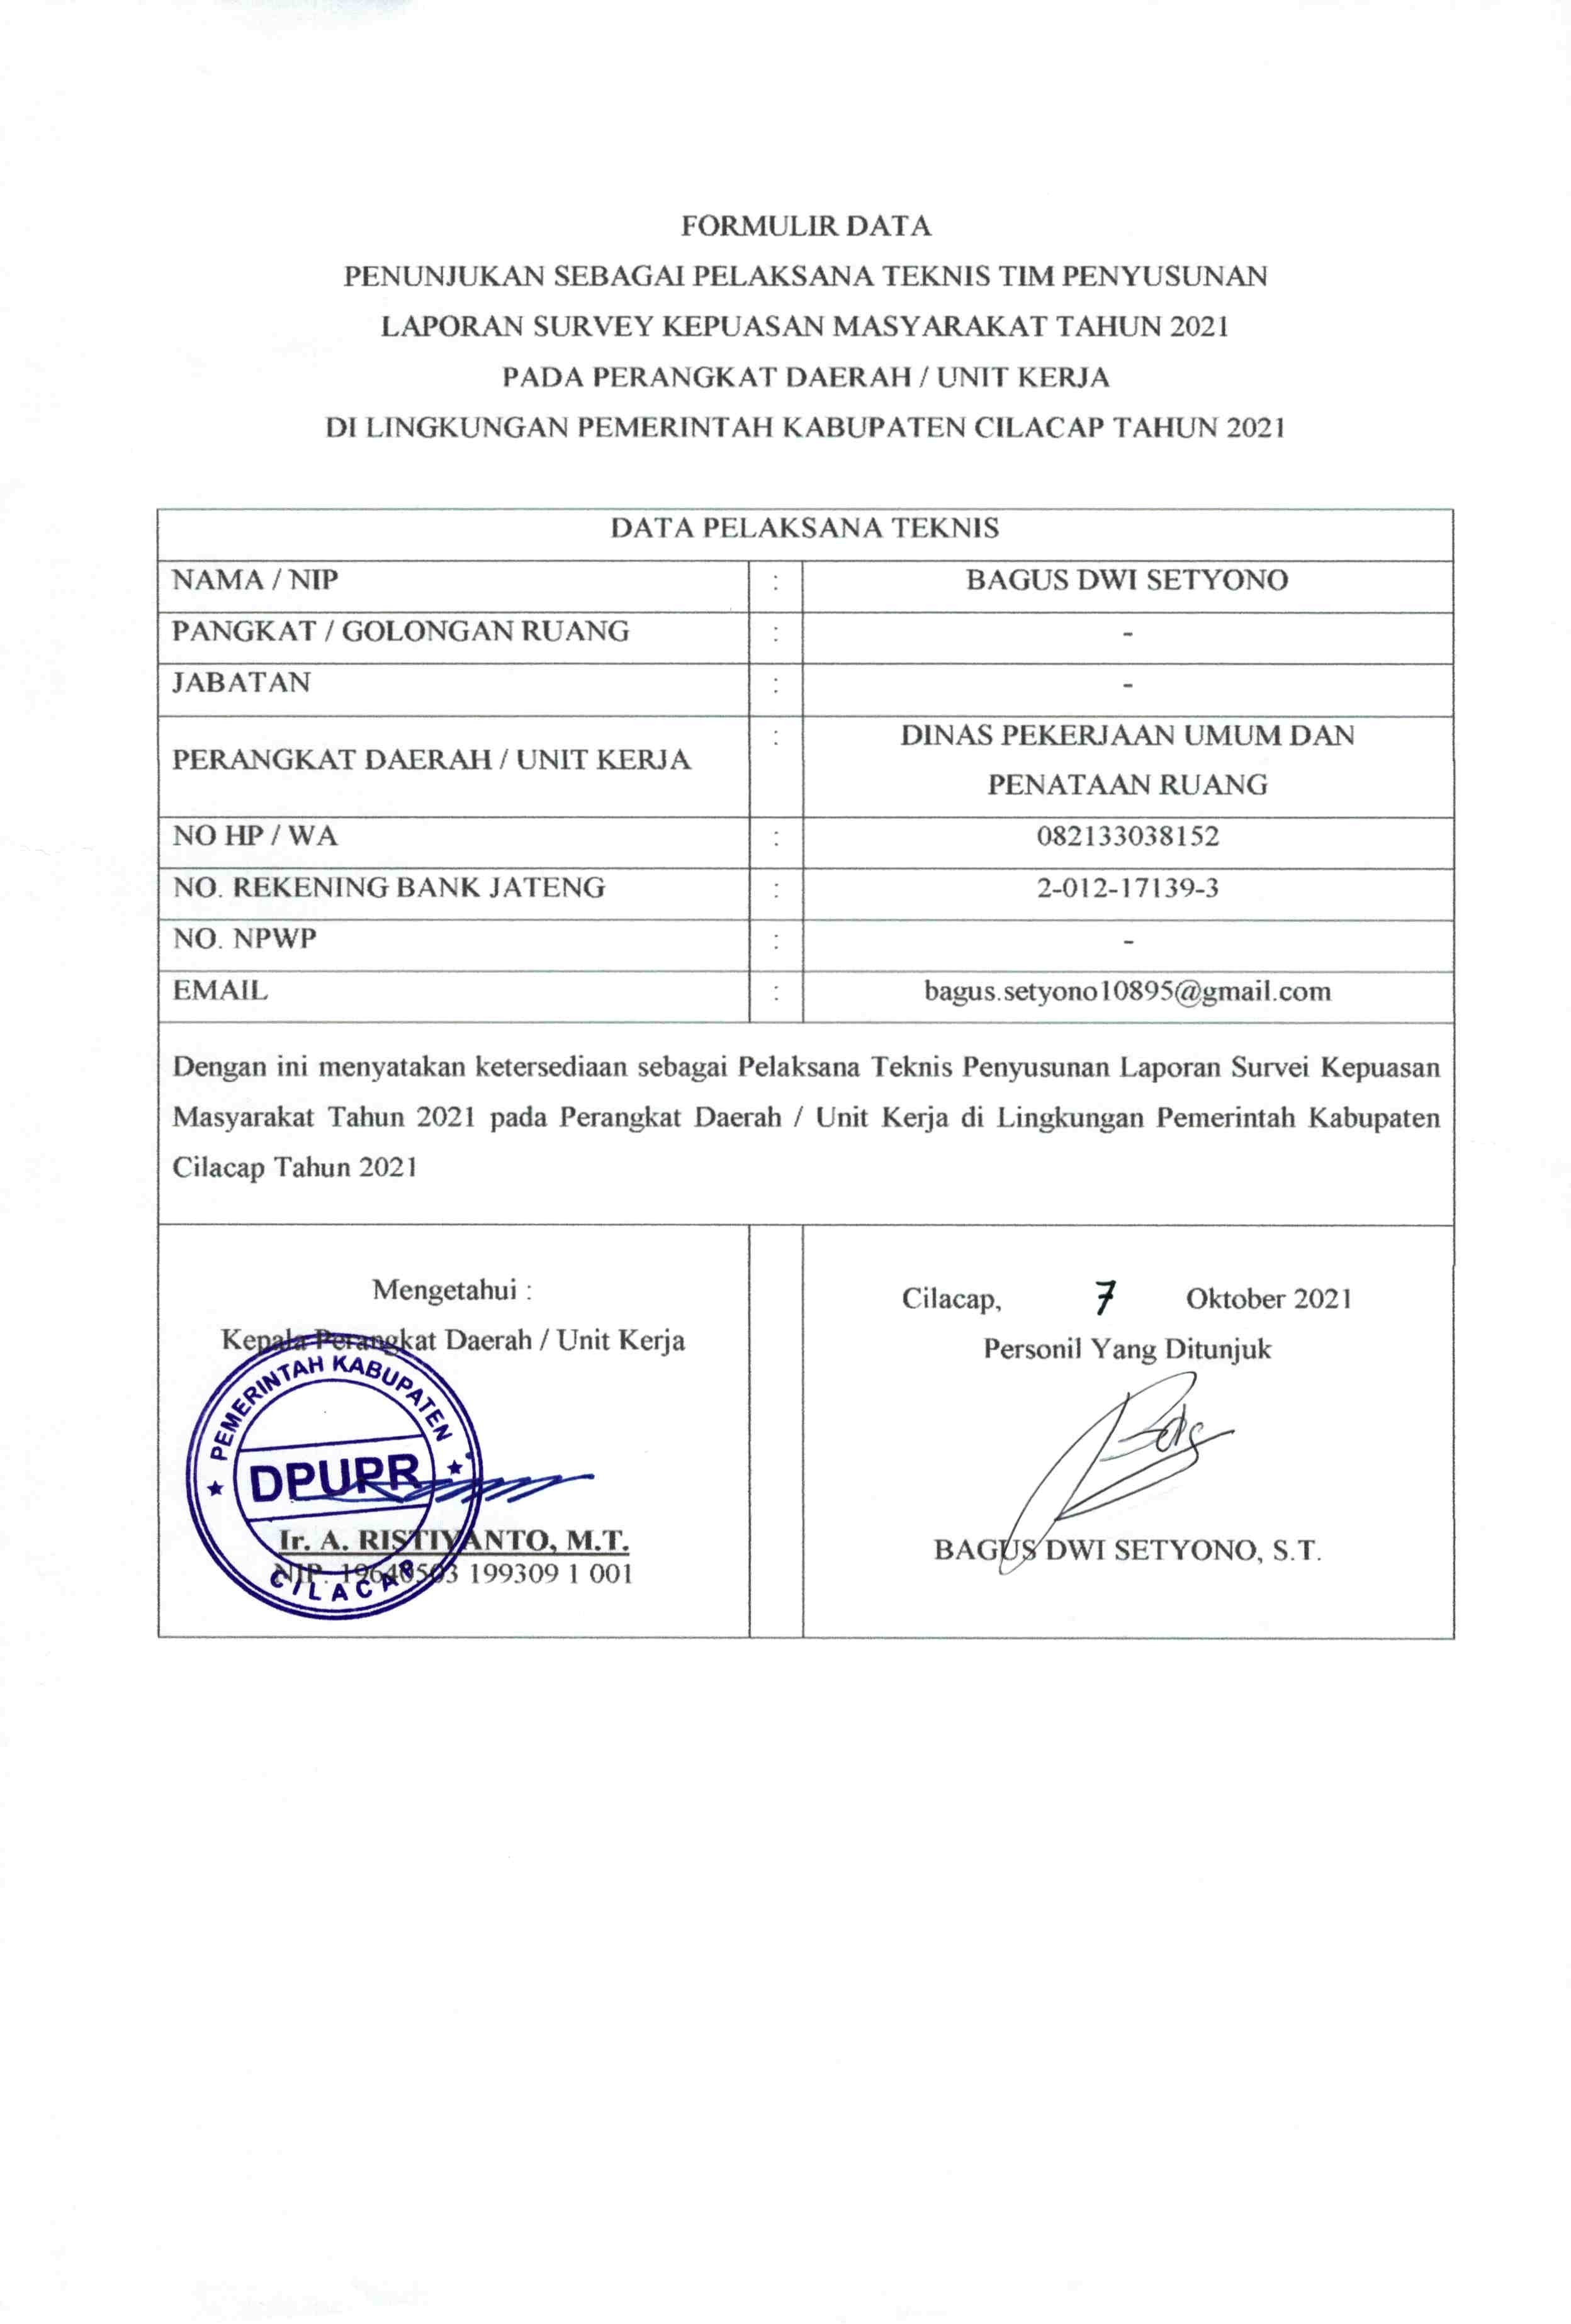 FORMULIR DATA
PENUNJUKAN SEBAGAI PELAKSANA TEKNIS TIM PENYUSUNAN
LAPORAN SURVEY KEPUASAN MASYARAKAT TAHUN 2021
PADA PERANGKAT DAERAH / UNIT KERJA
DI LINGKUNGAN PEMERINTAH KABUPATEN CILACAP TAHUN 2021
DATA PELAKSANA TEKNIS
NAMA / NIP : BAGUS DWI SETYONO
PANGKAT / GOLONGAN RUANG : -
JABATAN : -
PERANGKAT DAERAH / UNIT KERJA : DINAS PEKERJAAN UMUM DAN
PENATAAN RUANG
NO HP / WA : 082133038152
NO. REKENING BANK JATENG : 2-012-17139-3
NO. NPWP : -
EMAIL : bagus.setyono10895@gmail.com
Dengan ini menyatakan ketersediaan sebagai Pelaksana Teknis Penyusunan Laporan Survei Kepuasan
Masyarakat Tahun 2021 pada Perangkat Daerah / Unit Kerja di Lingkungan Pemerintah Kabupaten
Cilacap Tahun 2021
Mengetahui :
Kepala Perangkat Daerah / Unit Kerja
PEMERINTAH KABUPATEN
DPUPR
CILACAP
Ir. A. RISTIYANTO, M.T.
NIP. 19640503 199309 1 001
Cilacap, 7 Oktober 2021
Personil Yang Ditunjuk
BAGUS DWI SETYONO, S.T.